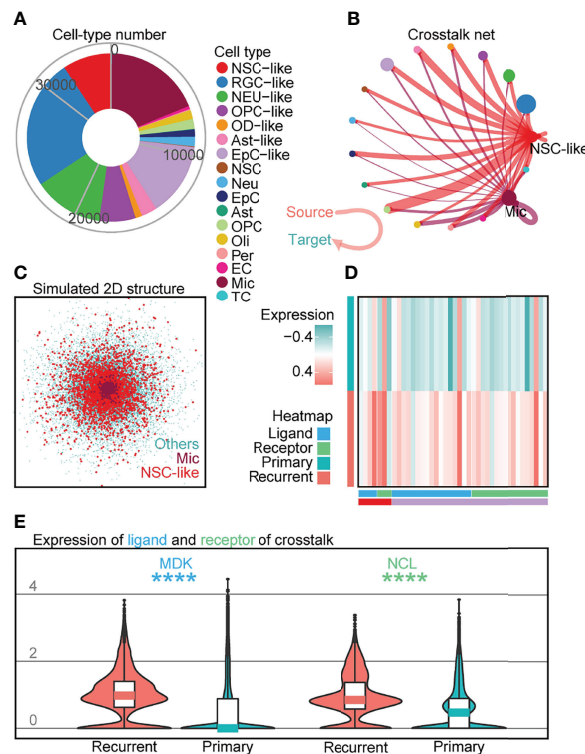 A
Cell-type number
0
30000
10000
20000
Cell type
NSC-like
RGC-like
NEU-like
OPC-like
OD-like
Ast-like
EpC-like
NSC
Neu
EpC
Ast
OPC
Oli
Per
EC
Mic
TC
B
Crosstalk net
NSC-like
Mic
Source
Target
C
Simulated 2D structure
Others
Mic
NSC-like
D
Expression
−0.4
0.4
Heatmap
Ligand
Receptor
Primary
Recurrent
E
Expression of ligand and receptor of crosstalk
MDK
****
NCL
****
4
2
0
Recurrent
Primary
Recurrent
Primary